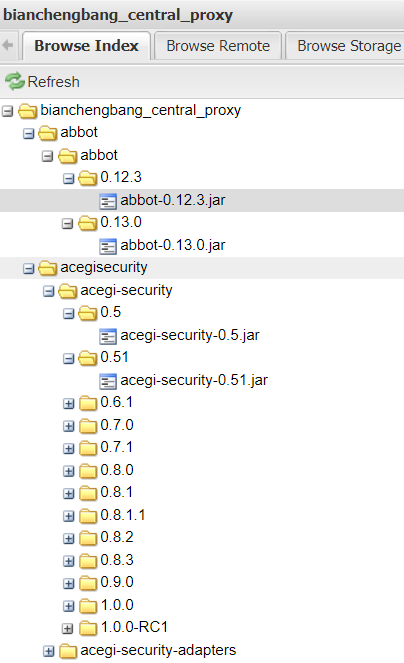 bianchengbang_central_proxy
Browse Index Browse Remote Browse Storage
Refresh
bianchengbang_central_proxy
abbot
abbot
0.12.3
abbot-0.12.3.jar
0.13.0
abbot-0.13.0.jar
acegisecurity
acegi-security
0.5
acegi-security-0.5.jar
0.51
acegi-security-0.51.jar
0.6.1
0.7.0
0.7.1
0.8.0
0.8.1
0.8.1.1
0.8.2
0.8.3
0.9.0
1.0.0
1.0.0-RC1
acegi-security-adapters